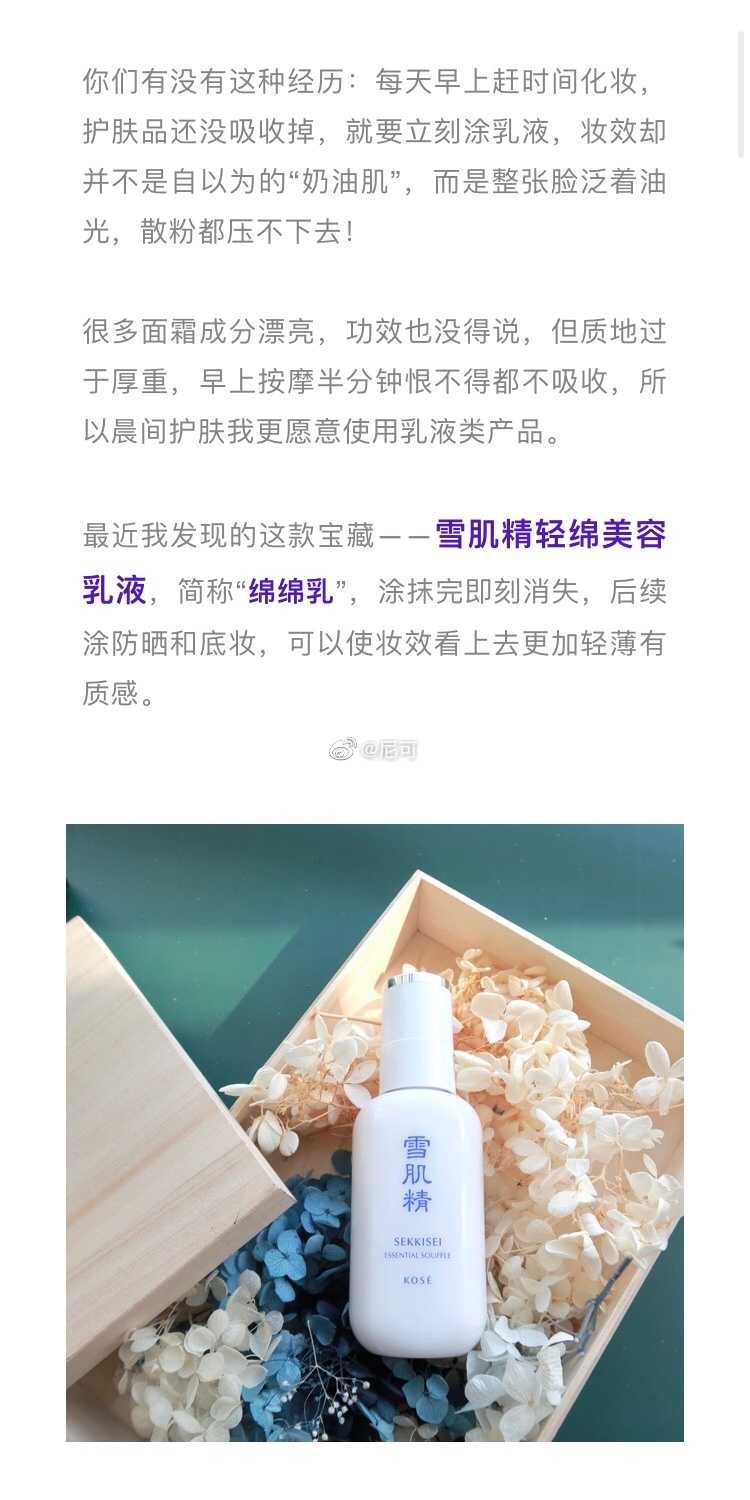 你们有没有这种经历：每天早上赶时间化妆，
护肤品还没吸收掉，就要立刻涂乳液，妆效却
并不是自以为的“奶油肌”，而是整张脸泛着油
光，散粉都压不下去！
很多面霜成分漂亮，功效也没得说，但质地过
于厚重，早上按摩半分钟恨不得都不吸收，所
以晨间护肤我更愿意使用乳液类产品。
最近我发现的这款宝藏——雪肌精轻绵美容
乳液，简称“绵绵乳”，涂抹完即刻消失，后续
涂防晒和底妆，可以使妆效看上去更加轻薄有
质感。
@尼可
雪
肌
精
SEKKISEI
ESSENTIAL SOUFFLE
KOSÉ